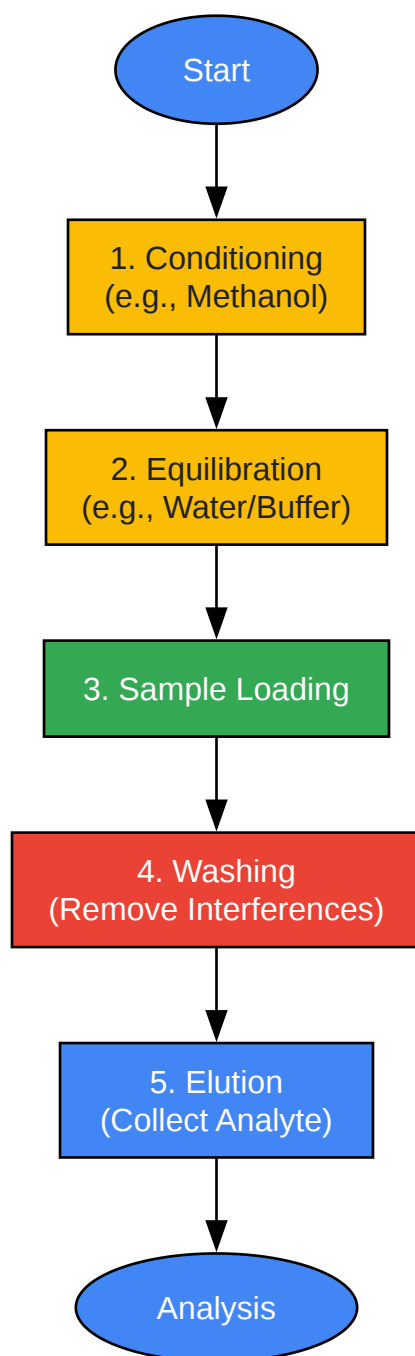 Start
1. Conditioning
(e.g., Methanol)
2. Equilibration
(e.g., Water/Buffer)
3. Sample Loading
4. Washing
(Remove Interferences)
5. Elution
(Collect Analyte)
Analysis